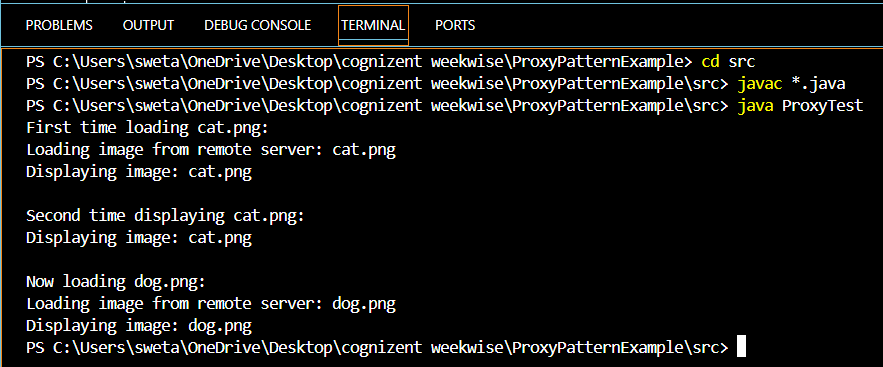 PROBLEMS OUTPUT DEBUG CONSOLE TERMINAL PORTS
PS C:\Users\sweta\OneDrive\Desktop\cognizent weekwise\ProxyPatternExample> cd src
PS C:\Users\sweta\OneDrive\Desktop\cognizent weekwise\ProxyPatternExample\src> javac *.java
PS C:\Users\sweta\OneDrive\Desktop\cognizent weekwise\ProxyPatternExample\src> java ProxyTest
First time loading cat.png:
Loading image from remote server: cat.png
Displaying image: cat.png
Second time displaying cat.png:
Displaying image: cat.png
Now loading dog.png:
Loading image from remote server: dog.png
Displaying image: dog.png
PS C:\Users\sweta\OneDrive\Desktop\cognizent weekwise\ProxyPatternExample\src>